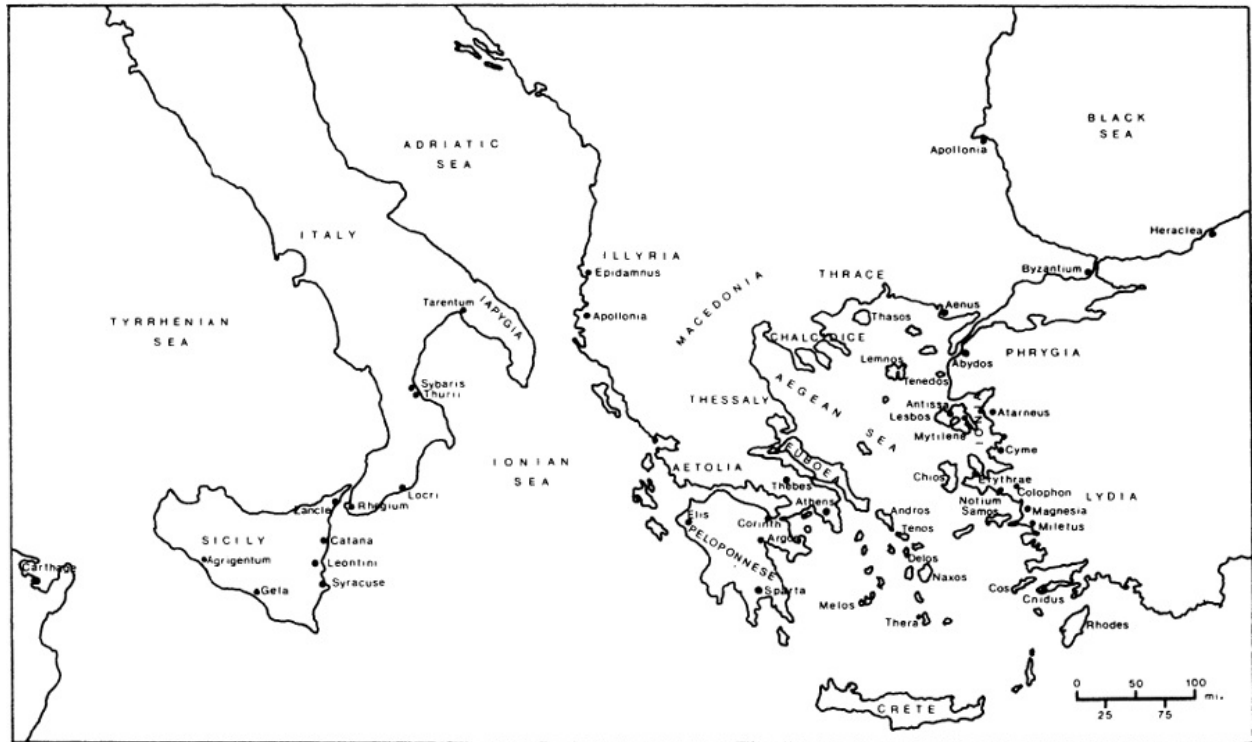 BLACK
SEA
Apollonia
ADRIATIC
SEA
Heraclea
ITALY
ILLYRIA
Epidamnus
THRACE
Byzantium
MACEDONIA
Aenus
Tarentum
IAPYGIA
Thasos
Apollonia
TYRRHENIAN
SEA
CHALCIDICE
PHRYGIA
Lemnos
Abydos
Tenedos
AEGEAN
SEA
Sybaris
Thurii
THESSALY
Antissa
Lesbos
Atarneus
Mytilene
Cyme
IONIAN
SEA
AETOLIA
EUBOEA
Thebes
Chios
Erythrae
Colophon
LYDIA
Locri
Zancle
Rhegium
Notium
Samos
Magnesia
Miletus
Athens
Andros
Elis
Corinth
Tenos
SICILY
Catana
Argos
PELOPONNESE
Delos
Agrigentum
Leontini
Carthage
Naxos
Syracuse
Gela
Sparta
Melos
Cos
Cnidus
Thera
Rhodes
CRETE
0 50 100
mi.
25 75